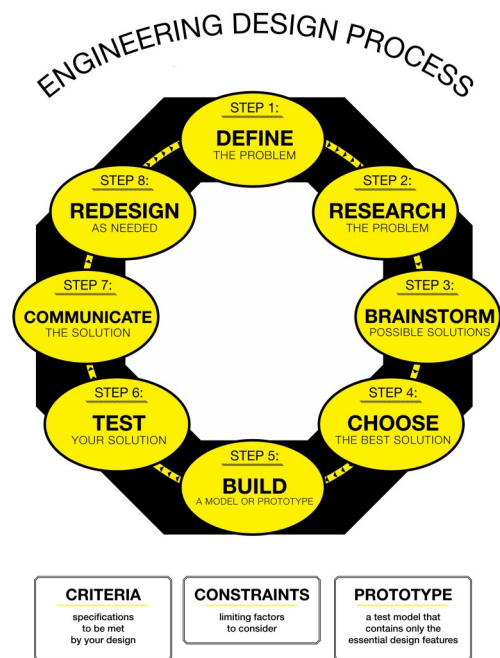 ENGINEERING DESIGN PROCESS
STEP 1:
DEFINE
THE PROBLEM
STEP 2:
RESEARCH
THE PROBLEM
STEP 3:
BRAINSTORM
POSSIBLE SOLUTIONS
STEP 4:
CHOOSE
THE BEST SOLUTION
STEP 5:
BUILD
A MODEL OR PROTOTYPE
STEP 6:
TEST
YOUR SOLUTION
STEP 7:
COMMUNICATE
THE SOLUTION
STEP 8:
REDESIGN
AS NEEDED
CRITERIA
specifications
to be met
by your design
CONSTRAINTS
limiting factors
to consider
PROTOTYPE
a test model that
contains only the
essential design features